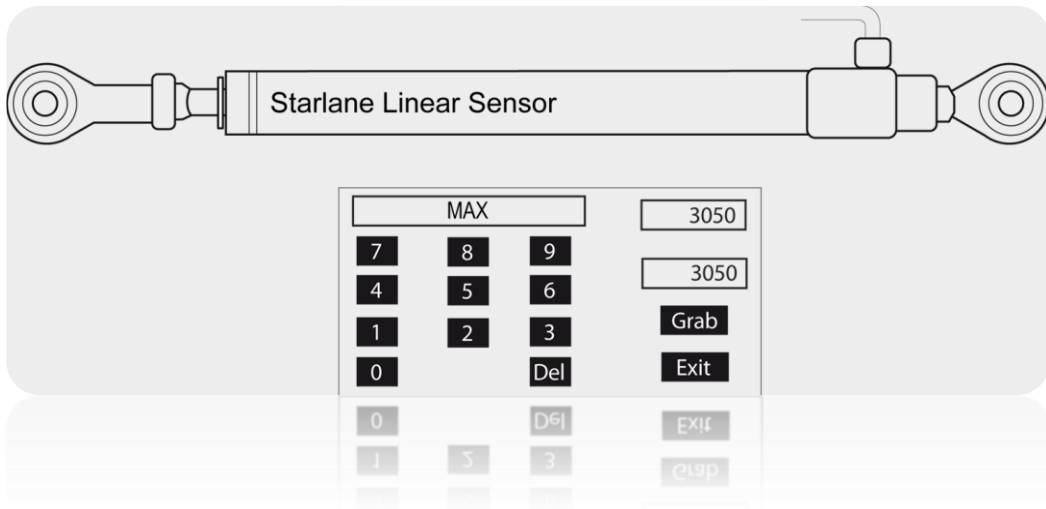 Starlane Linear Sensor
MAX 3050
7 8 9
3050
4 5 6
Grab
1 2 3
Exit
0 Del